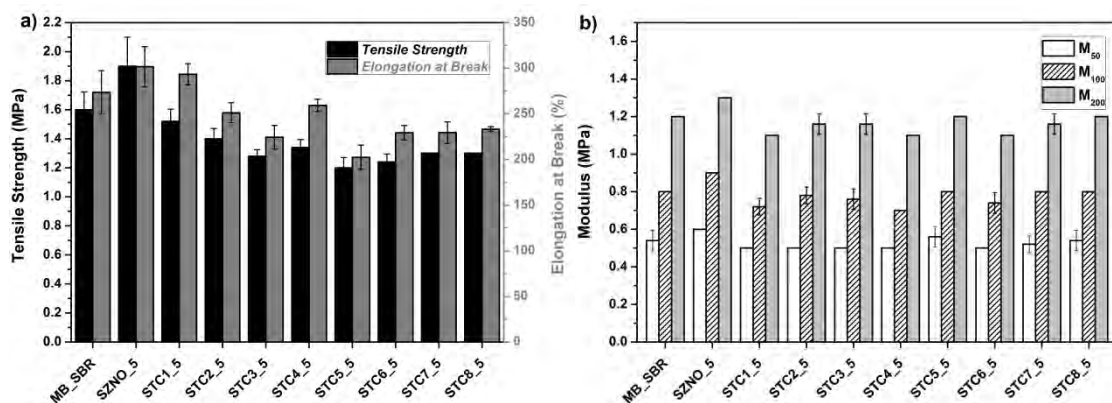 a)
Tensile Strength
Elongation at Break
Tensile Strength (MPa)
2.2
2.0
1.8
1.6
1.4
1.2
1.0
0.8
0.6
0.4
0.2
0.0
350
300
250
200
150
100
50
0
Elongation at Break (%)
MB_SBR
SZNO_5
STC1_5
STC2_5
STC3_5
STC4_5
STC5_5
STC6_5
STC7_5
STC8_5
b)
M50
M100
M200
Modulus (MPa)
1.6
1.4
1.2
1.0
0.8
0.6
0.4
0.2
0.0
MB_SBR
SZNO_5
STC1_5
STC2_5
STC3_5
STC4_5
STC5_5
STC6_5
STC7_5
STC8_5